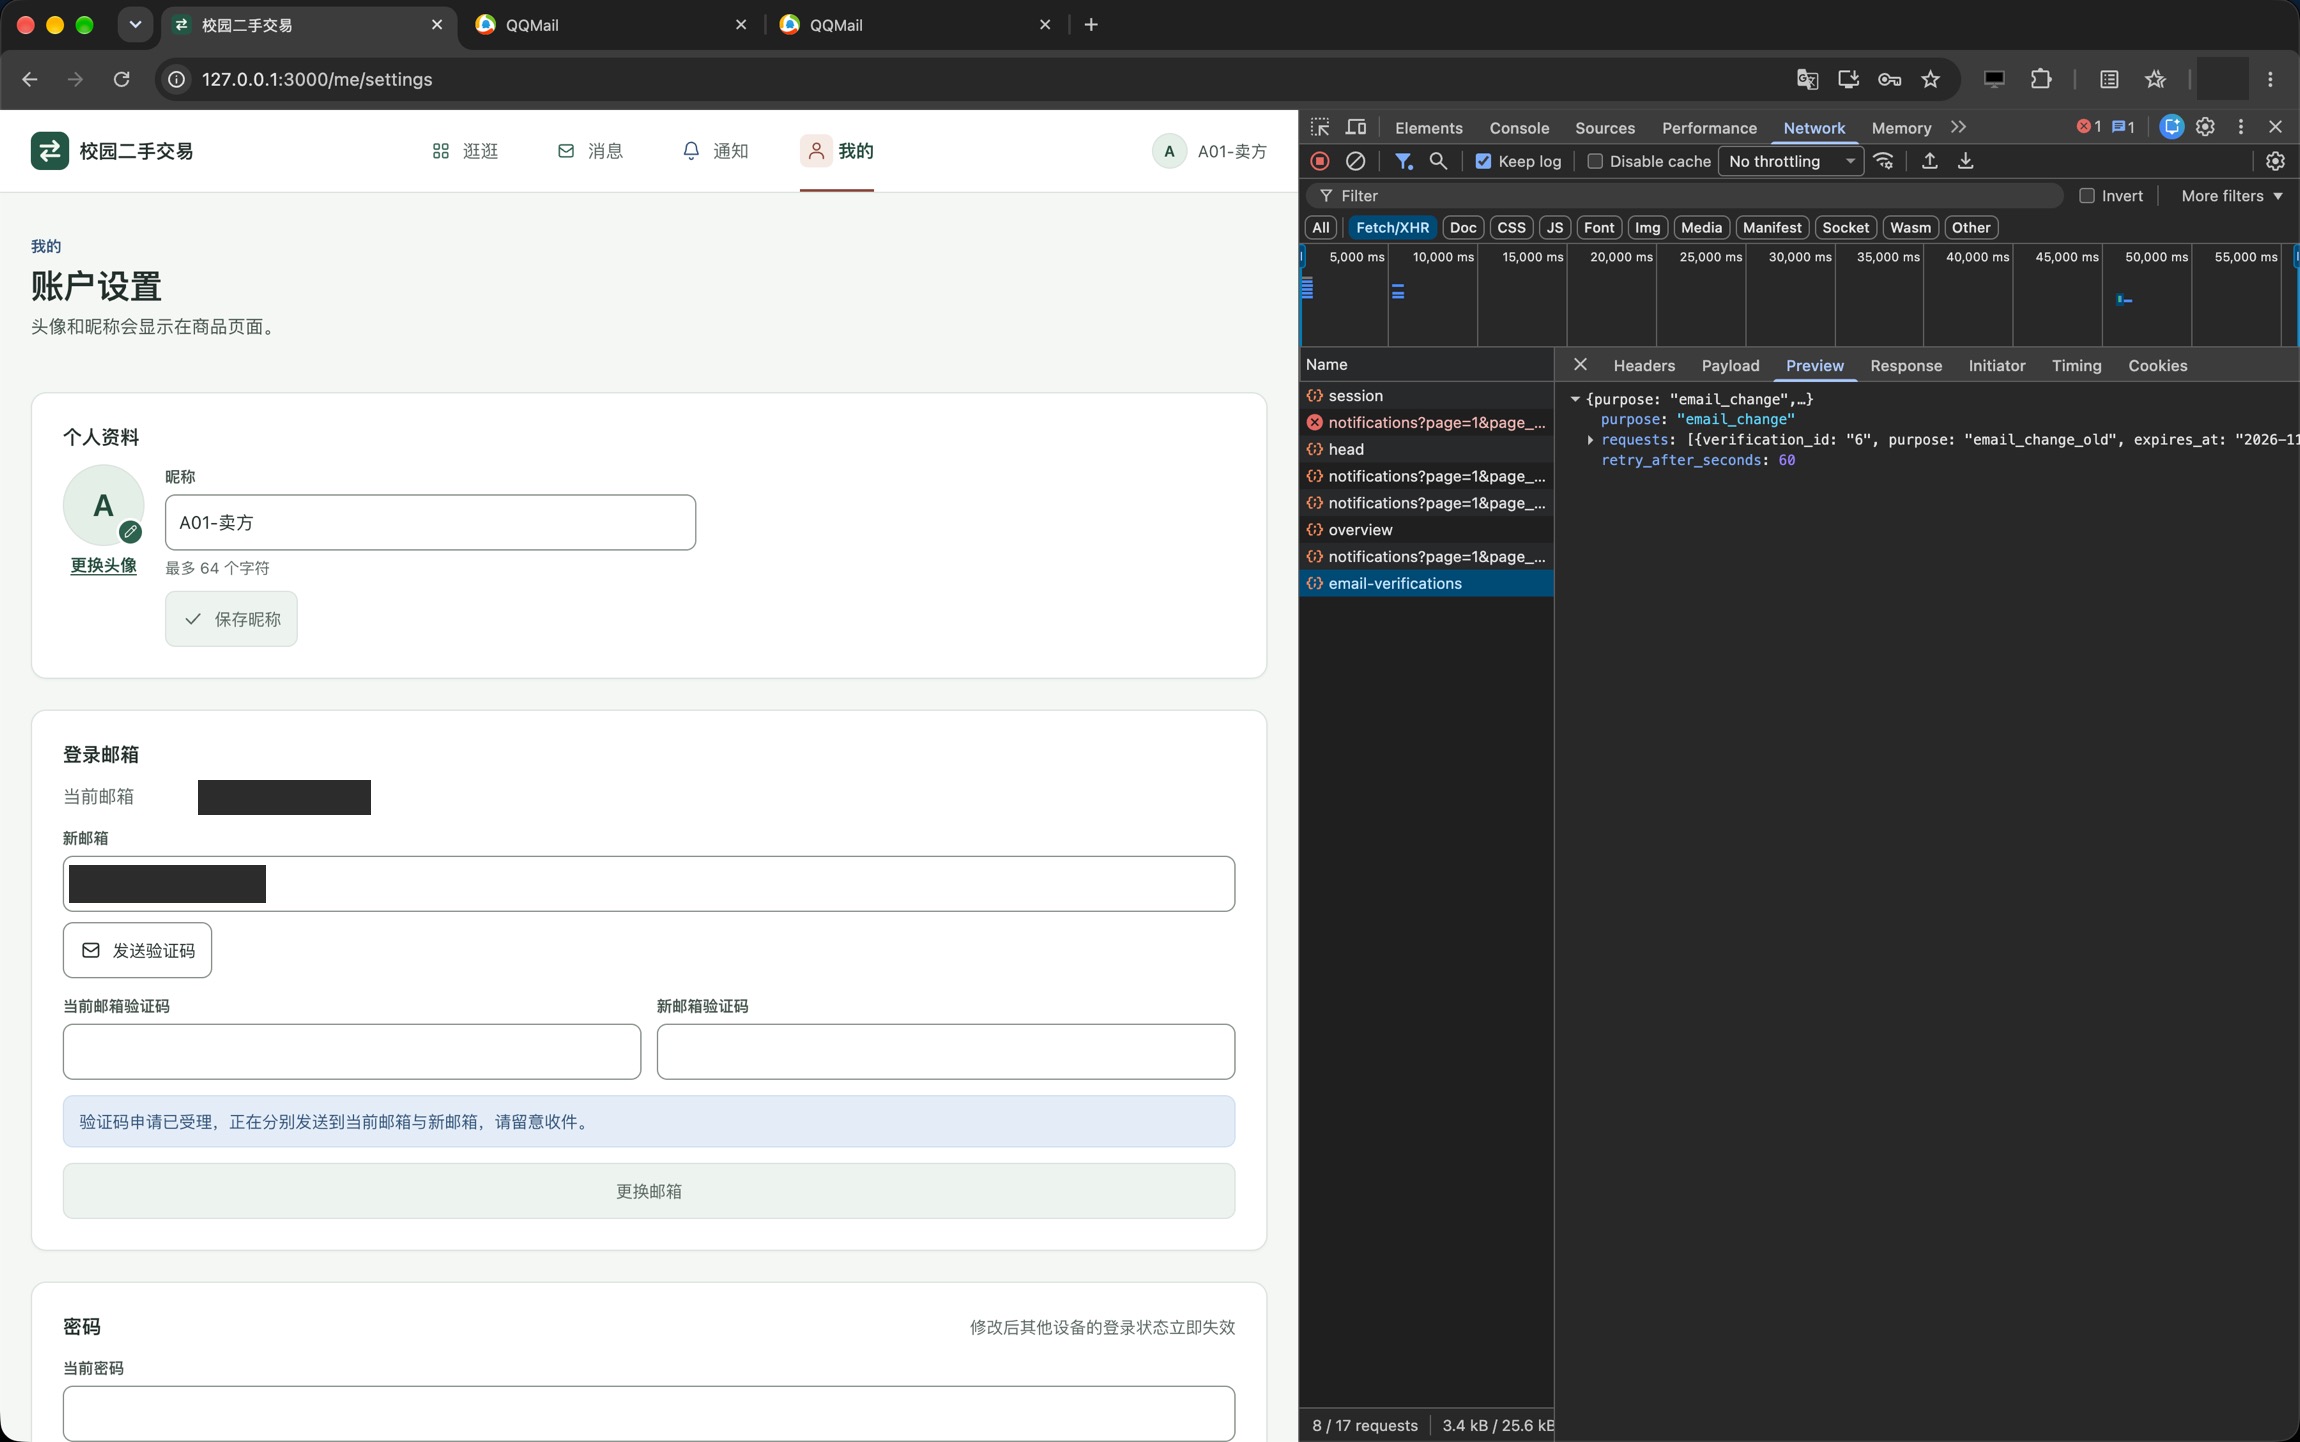 校园二手交易
QQMail
QQMail
127.0.0.1:3000/me/settings
校园二手交易
逛逛
消息
通知
我的
A
A01-卖方
我的
账户设置
头像和昵称会显示在商品页面。
个人资料
A
更换头像
昵称
A01-卖方
最多 64 个字符
保存昵称
登录邮箱
当前邮箱
新邮箱
发送验证码
当前邮箱验证码
新邮箱验证码
验证码申请已受理，正在分别发送到当前邮箱与新邮箱，请留意收件。
更换邮箱
密码
修改后其他设备的登录状态立即失效
当前密码
Elements Console Sources Performance Network Memory 1 1
Keep log Disable cache No throttling
Filter Invert More filters
All Fetch/XHR Doc CSS JS Font Img Media Manifest Socket Wasm Other
5,000 ms 10,000 ms 15,000 ms 20,000 ms 25,000 ms 30,000 ms 35,000 ms 40,000 ms 45,000 ms 50,000 ms 55,000 ms
Name
session
notifications?page=1&page_...
head
notifications?page=1&page_...
notifications?page=1&page_...
overview
notifications?page=1&page_...
email-verifications
Headers Payload Preview Response Initiator Timing Cookies
{purpose: "email_change",…}
purpose: "email_change"
requests: [{verification_id: "6", purpose: "email_change_old", expires_at: "2026-11
retry_after_seconds: 60
8 / 17 requests 3.4 kB / 25.6 kB